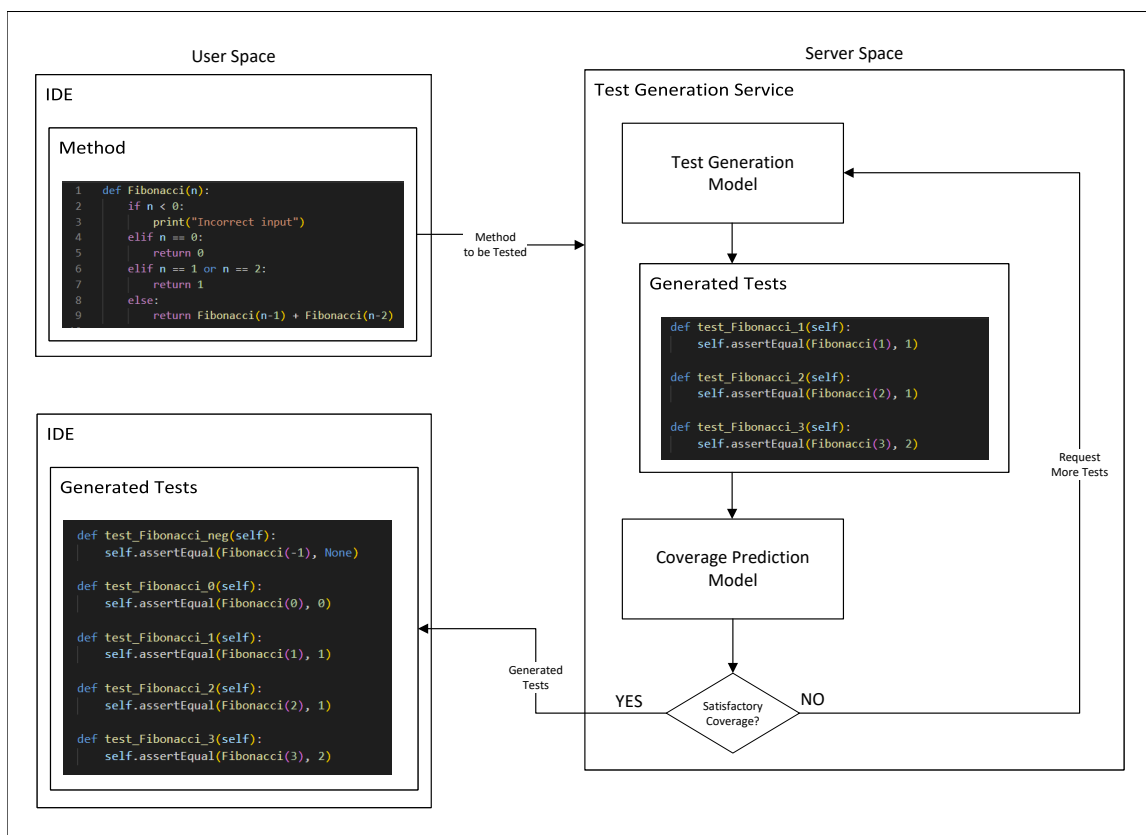 User Space
IDE
Method
1 def Fibonacci(n):
2 if n < 0:
3 print("Incorrect input")
4 elif n == 0:
5 return 0
6 elif n == 1 or n == 2:
7 return 1
8 else:
9 return Fibonacci(n-1) + Fibonacci(n-2)
Method
to be Tested
Server Space
Test Generation Service
Test Generation
Model
Generated Tests
def test_Fibonacci_1(self):
self.assertEqual(Fibonacci(1), 1)
def test_Fibonacci_2(self):
self.assertEqual(Fibonacci(2), 1)
def test_Fibonacci_3(self):
self.assertEqual(Fibonacci(3), 2)
Coverage Prediction
Model
Satisfactory
Coverage?
NO
Request
More Tests
YES
Generated
Tests
IDE
Generated Tests
def test_Fibonacci_neg(self):
self.assertEqual(Fibonacci(-1), None)
def test_Fibonacci_0(self):
self.assertEqual(Fibonacci(0), 0)
def test_Fibonacci_1(self):
self.assertEqual(Fibonacci(1), 1)
def test_Fibonacci_2(self):
self.assertEqual(Fibonacci(2), 1)
def test_Fibonacci_3(self):
self.assertEqual(Fibonacci(3), 2)